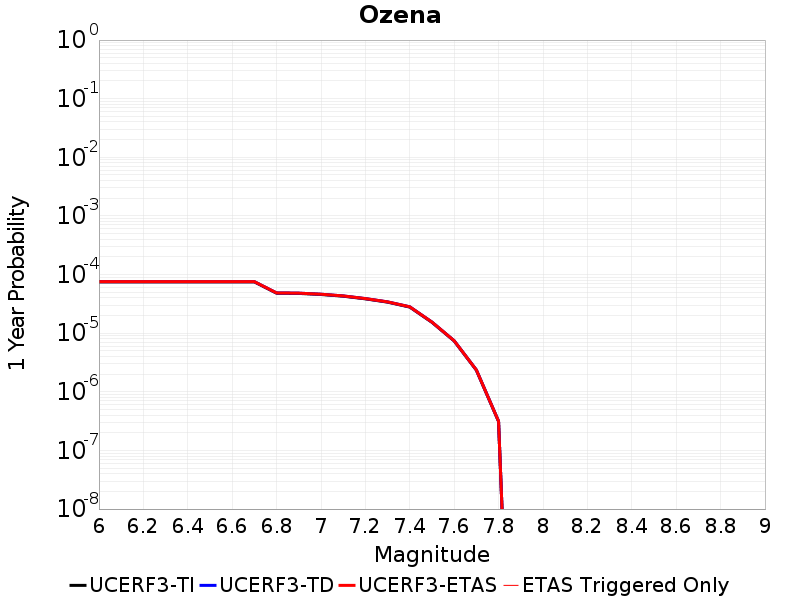 Ozena
1 Year Probability
10^0
10^-1
10^-2
10^-3
10^-4
10^-5
10^-6
10^-7
10^-8
6 6.2 6.4 6.6 6.8 7 7.2 7.4 7.6 7.8 8 8.2 8.4 8.6 8.8 9
Magnitude
UCERF3-TI UCERF3-TD UCERF3-ETAS ETAS Triggered Only